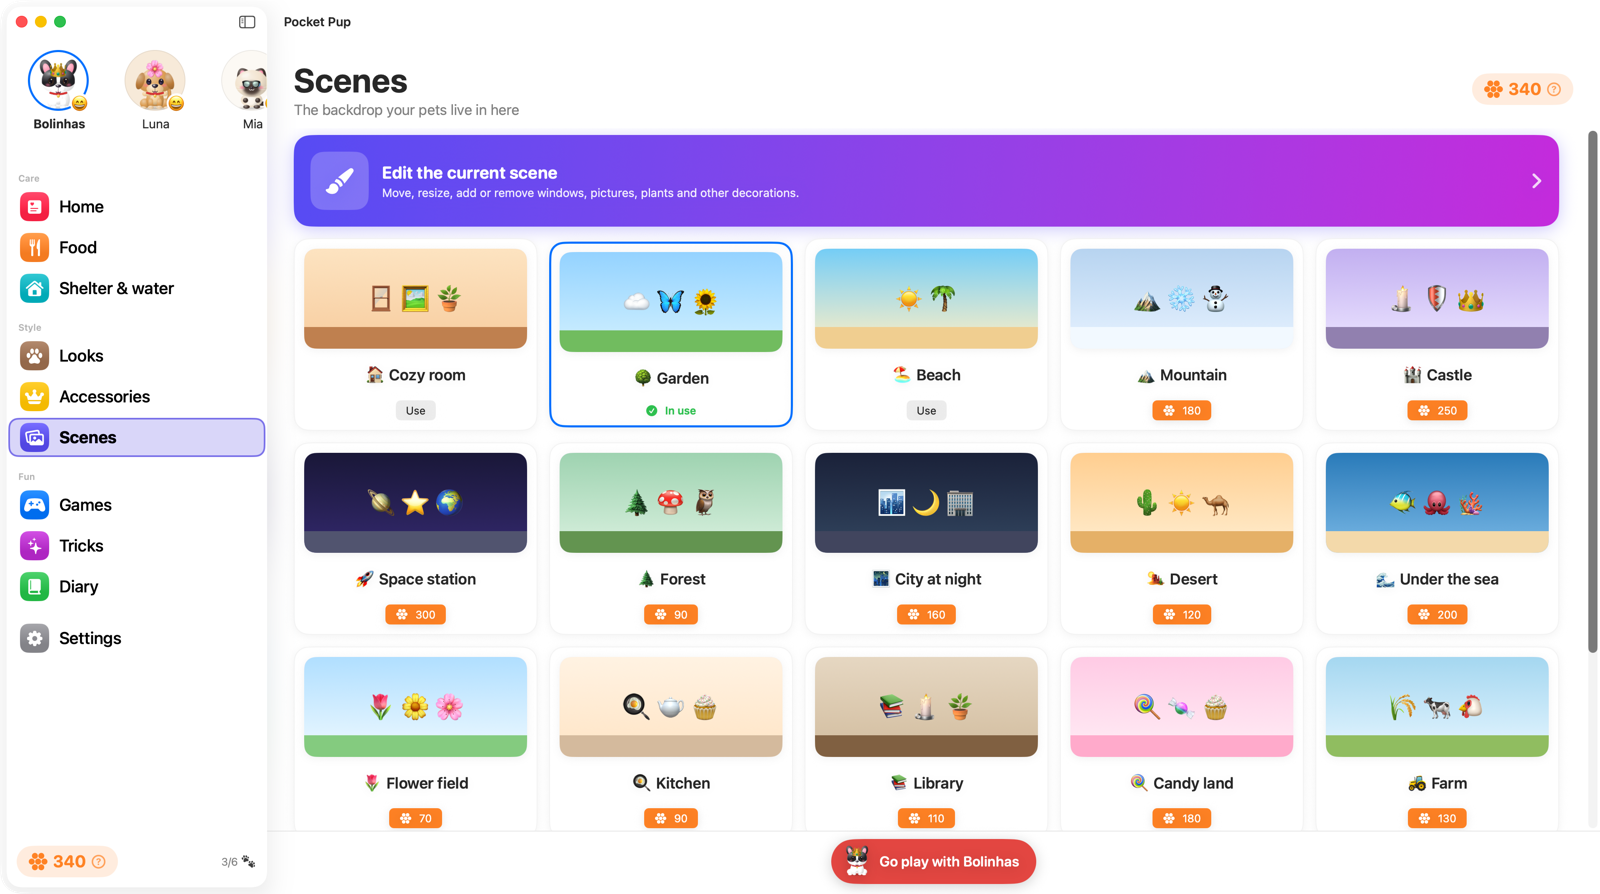 Pocket Pup
Bolinhas
Luna
Mia
Care
Home
Food
Shelter & water
Style
Looks
Accessories
Scenes
Fun
Games
Tricks
Diary
Settings
340
3/6
Scenes
The backdrop your pets live in here
340
Edit the current scene
Move, resize, add or remove windows, pictures, plants and other decorations.
Cozy room
Use
Garden
In use
Beach
Use
Mountain
180
Castle
250
Space station
300
Forest
90
City at night
160
Desert
120
Under the sea
200
Flower field
70
Kitchen
90
Library
110
Candy land
180
Farm
130
Go play with Bolinhas